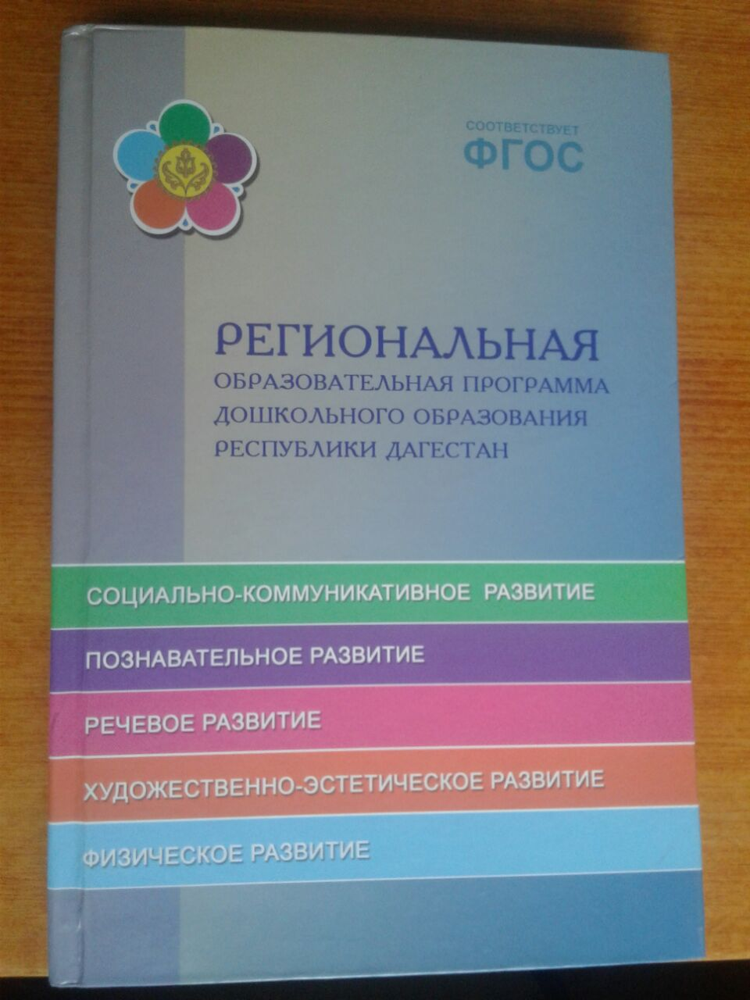 СООТВЕТСТВУЕТ
ФГОС
РЕГИОНАЛЬНАЯ
ОБРАЗОВАТЕЛЬНАЯ ПРОГРАММА
ДОШКОЛЬНОГО ОБРАЗОВАНИЯ
РЕСПУБЛИКИ ДАГЕСТАН
СОЦИАЛЬНО-КОММУНИКАТИВНОЕ РАЗВИТИЕ
ПОЗНАВАТЕЛЬНОЕ РАЗВИТИЕ
РЕЧЕВОЕ РАЗВИТИЕ
ХУДОЖЕСТВЕННО-ЭСТЕТИЧЕСКОЕ РАЗВИТИЕ
ФИЗИЧЕСКОЕ РАЗВИТИЕ